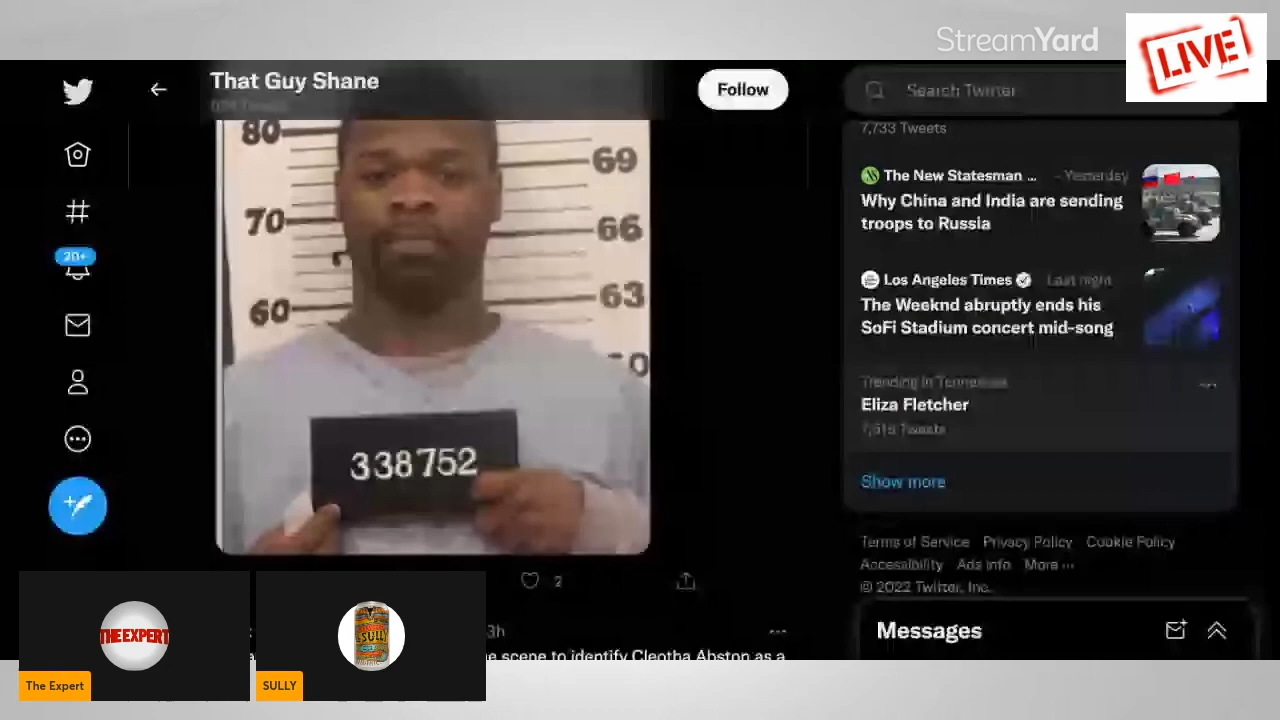 StreamYard
LIVE
That Guy Shane
Follow
Search Twitter
7,733 Tweets
80
69
70
66
60
63
338752
20+
The New Statesman ... - Yesterday
Why China and India are sending
troops to Russia
Los Angeles Times Last night
The Weeknd abruptly ends his
SoFi Stadium concert mid-song
Trending in Tennessee
Eliza Fletcher
Tweets
Show more
Terms of Service Privacy Policy Cookie Policy
Accessibility Ads info More ...
© 2022 Twitter, Inc.
2
Messages
3h
scene to identify Cleotha Abston as a
THE EXPERT
SULLY
The Expert
SULLY